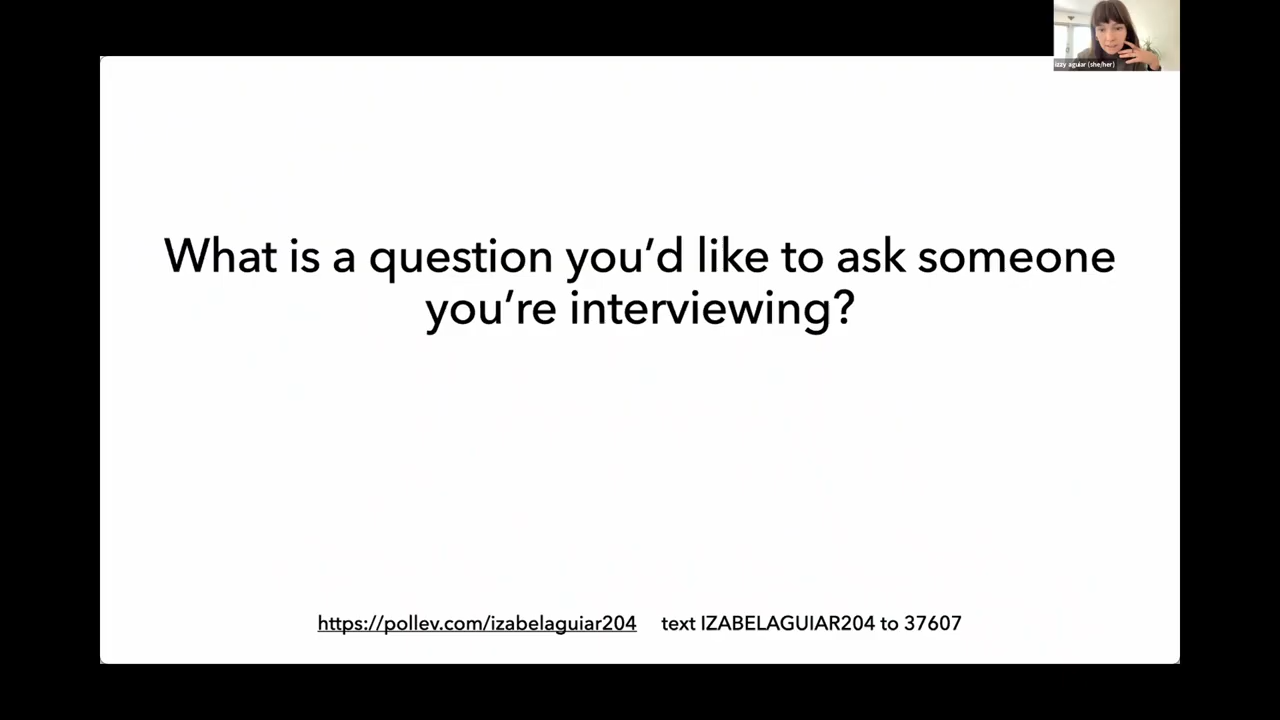 izzy aguiar (she/her)
What is a question you’d like to ask someone
you’re interviewing?
https://pollev.com/izabelaguiar204 text IZABELAGUIAR204 to 37607